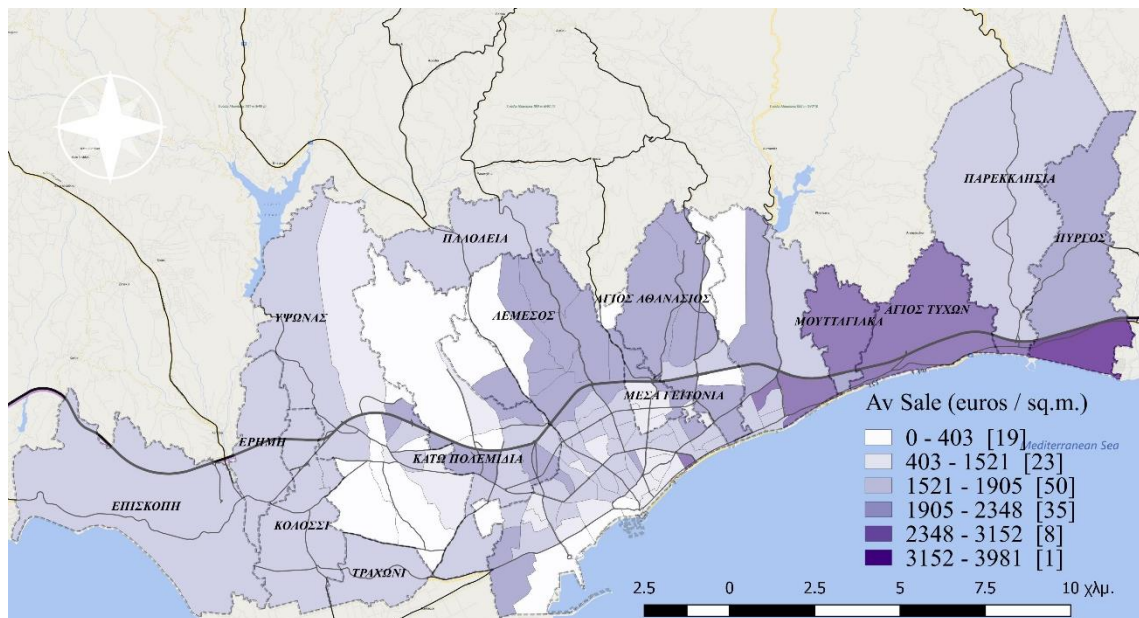 ΠΑΡΕΚΚΛΗΣΙΑ
ΠΑΛΟΔΕΙΑ
ΠΥΡΓΟΣ
ΑΓΙΟΣ ΑΘΑΝΑΣΙΟΣ
ΥΨΩΝΑΣ
ΛΕΜΕΣΟΣ
ΜΟΥΤΤΑΓΙΑΚΑ
ΑΓΙΟΣ ΤΥΧΩΝ
ΜΕΣΑ ΓΕΙΤΟΝΙΑ
ΕΡΗΜΗ
ΚΑΤΩ ΠΟΛΕΜΙΔΙΑ
ΕΠΙΣΚΟΠΗ
ΚΟΛΟΣΣΙ
ΤΡΑΧΩΝΙ
Av Sale (euros / sq.m.)
0 - 403 [19]
Mediterranean Sea
403 - 1521 [23]
1521 - 1905 [50]
1905 - 2348 [35]
2348 - 3152 [8]
3152 - 3981 [1]
2.5 0 2.5 5 7.5 10 χλμ.